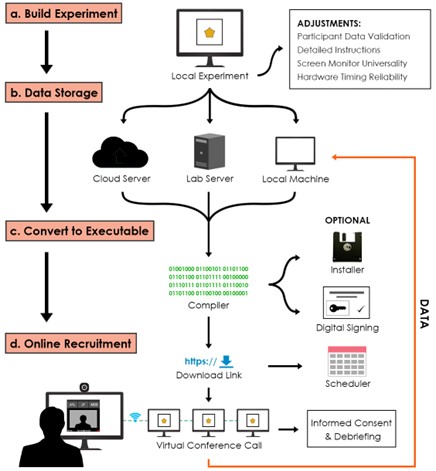 a. Build Experiment
Local Experiment
ADJUSTMENTS:
Participant Data Validation
Detailed Instructions
Screen Monitor Universality
Hardware Timing Reliability
b. Data Storage
Cloud Server
Lab Server
Local Machine
c. Convert to Executable
01001000 01100101 01101100
01101100 01101111 00100000
01110111 01101111 01110010
01101100 01100100 00100001
Compiler
OPTIONAL
Installer
Digital Signing
DATA
d. Online Recruitment
https://
Download Link
Scheduler
Virtual Conference Call
Informed Consent
& Debriefing